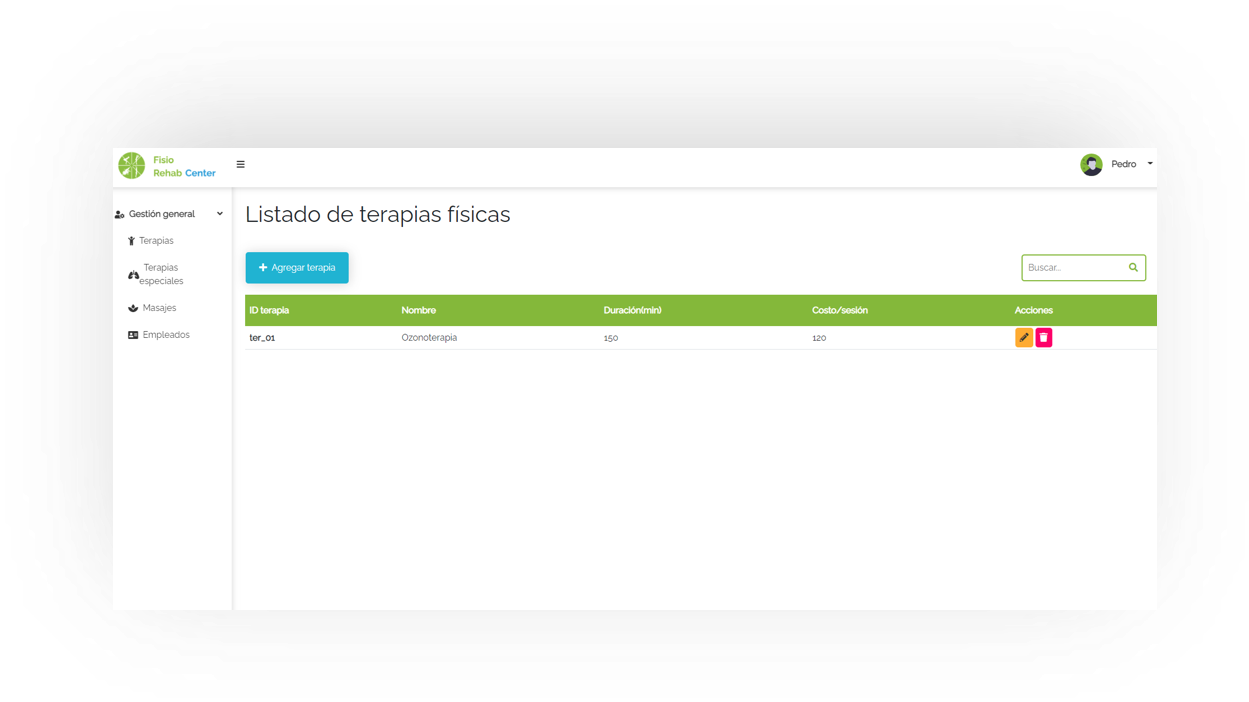 Fisio
Rehab Center
Pedro
Gestión general
Listado de terapias físicas
Terapias
Terapias
especiales
Masajes
Empleados
Agregar terapia
Buscar...
ID terapia Nombre Duración(min) Costo/sesión Acciones
ter_01 Ozonoterapia 150 120